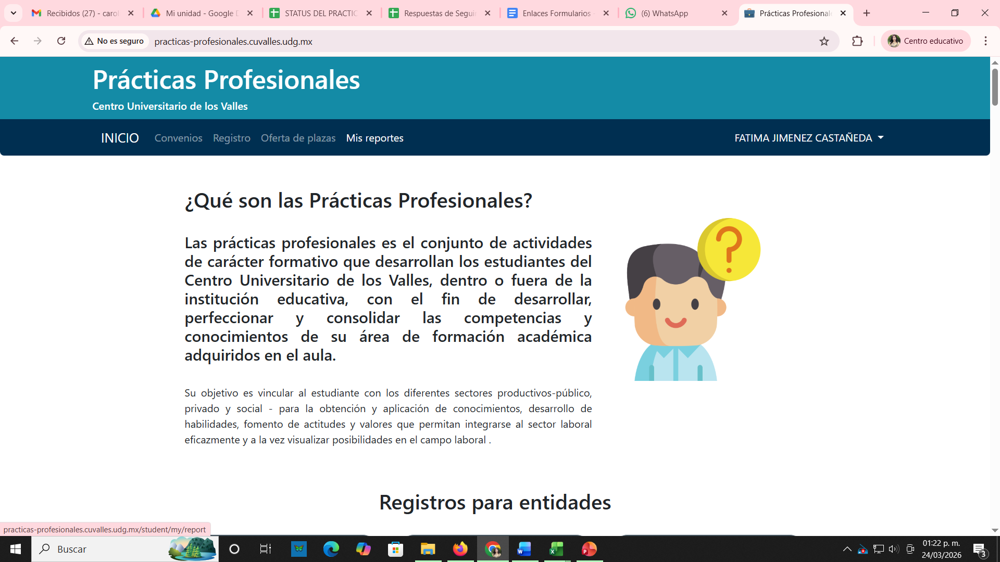 Recibidos (27) - carol
Mi unidad - Google D
STATUS DEL PRACTIC
Respuestas de Seguir
Enlaces Formularios -
(6) WhatsApp
Prácticas Profesionale
No es seguro
practicas-profesionales.cuvalles.udg.mx
Centro educativo
Prácticas Profesionales
Centro Universitario de los Valles
INICIO Convenios Registro Oferta de plazas Mis reportes FATIMA JIMENEZ CASTAÑEDA
¿Qué son las Prácticas Profesionales?
Las prácticas profesionales es el conjunto de actividades
de carácter formativo que desarrollan los estudiantes del
Centro Universitario de los Valles, dentro o fuera de la
institución educativa, con el fin de desarrollar,
perfeccionar y consolidar las competencias y
conocimientos de su área de formación académica
adquiridos en el aula.
?
Su objetivo es vincular al estudiante con los diferentes sectores productivos-público,
privado y social - para la obtención y aplicación de conocimientos, desarrollo de
habilidades, fomento de actitudes y valores que permitan integrarse al sector laboral
eficazmente y a la vez visualizar posibilidades en el campo laboral .
Registros para entidades
practicas-profesionales.cuvalles.udg.mx/student/my/report
Buscar
01:22 p. m.
24/03/2026
3